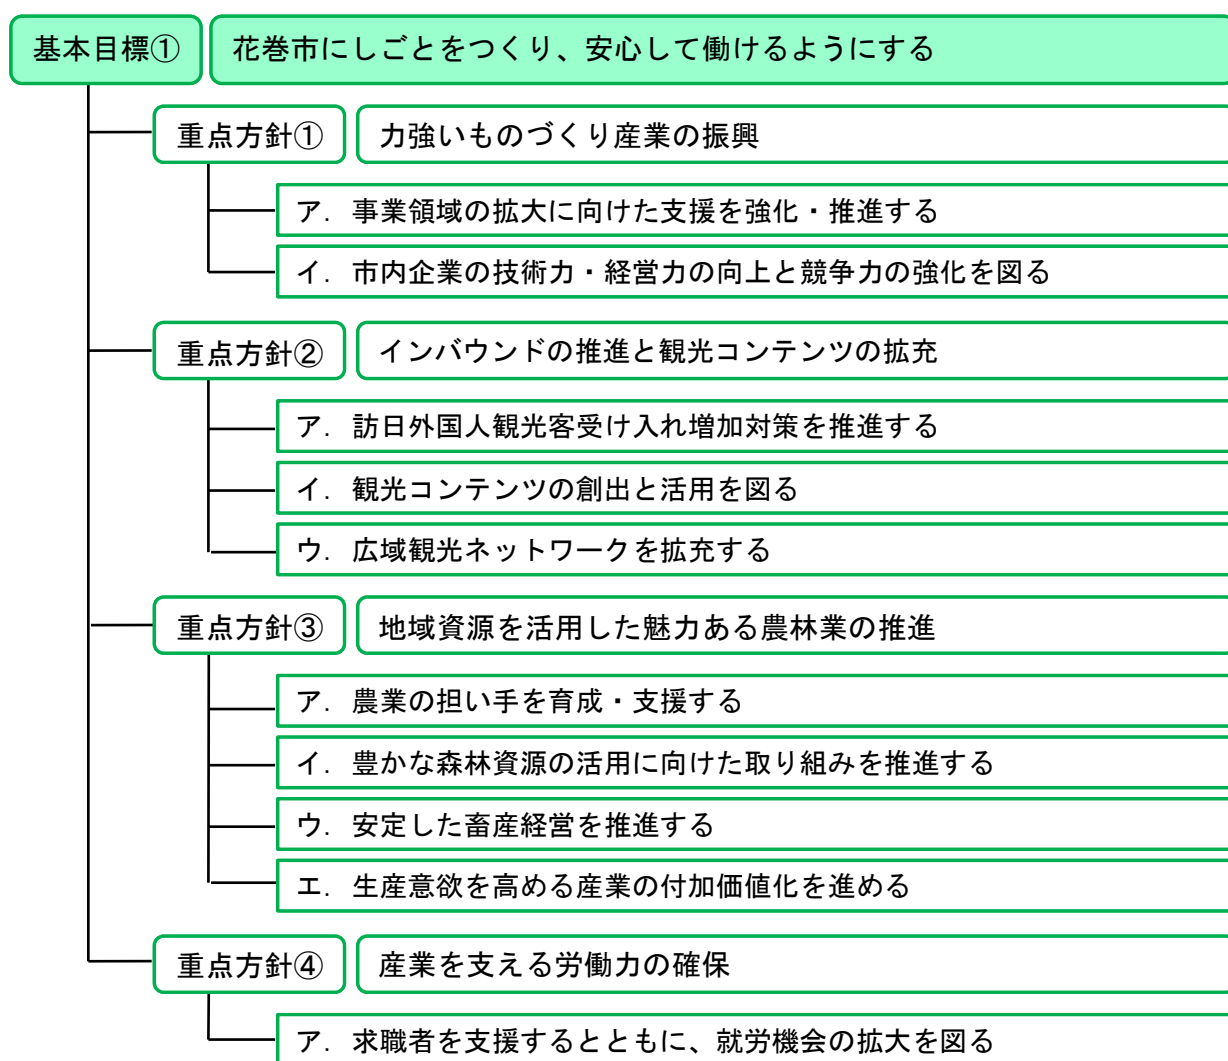 基本目標① 花巻市にしごとをつくり、安心して働けるようにする
重点方針① 力強いものづくり産業の振興
ア. 事業領域の拡大に向けた支援を強化・推進する
イ. 市内企業の技術力・経営力の向上と競争力の強化を図る
重点方針② インバウンドの推進と観光コンテンツの拡充
ア. 訪日外国人観光客受け入れ増加対策を推進する
イ. 観光コンテンツの創出と活用を図る
ウ. 広域観光ネットワークを拡充する
重点方針③ 地域資源を活用した魅力ある農林業の推進
ア. 農業の担い手を育成・支援する
イ. 豊かな森林資源の活用に向けた取り組みを推進する
ウ. 安定した畜産経営を推進する
エ. 生産意欲を高める産業の付加価値化を進める
重点方針④ 産業を支える労働力の確保
ア. 求職者を支援するとともに、就労機会の拡大を図る